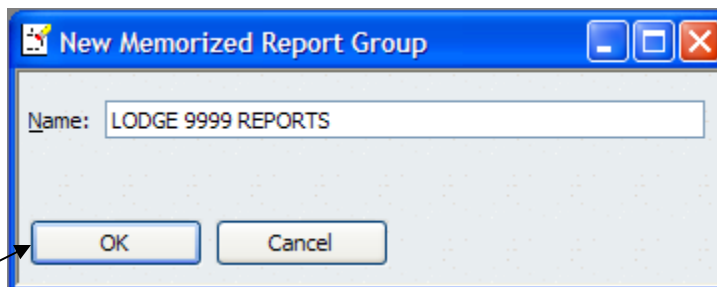 New Memorized Report Group
Name: LODGE 9999 REPORTS
OK Cancel